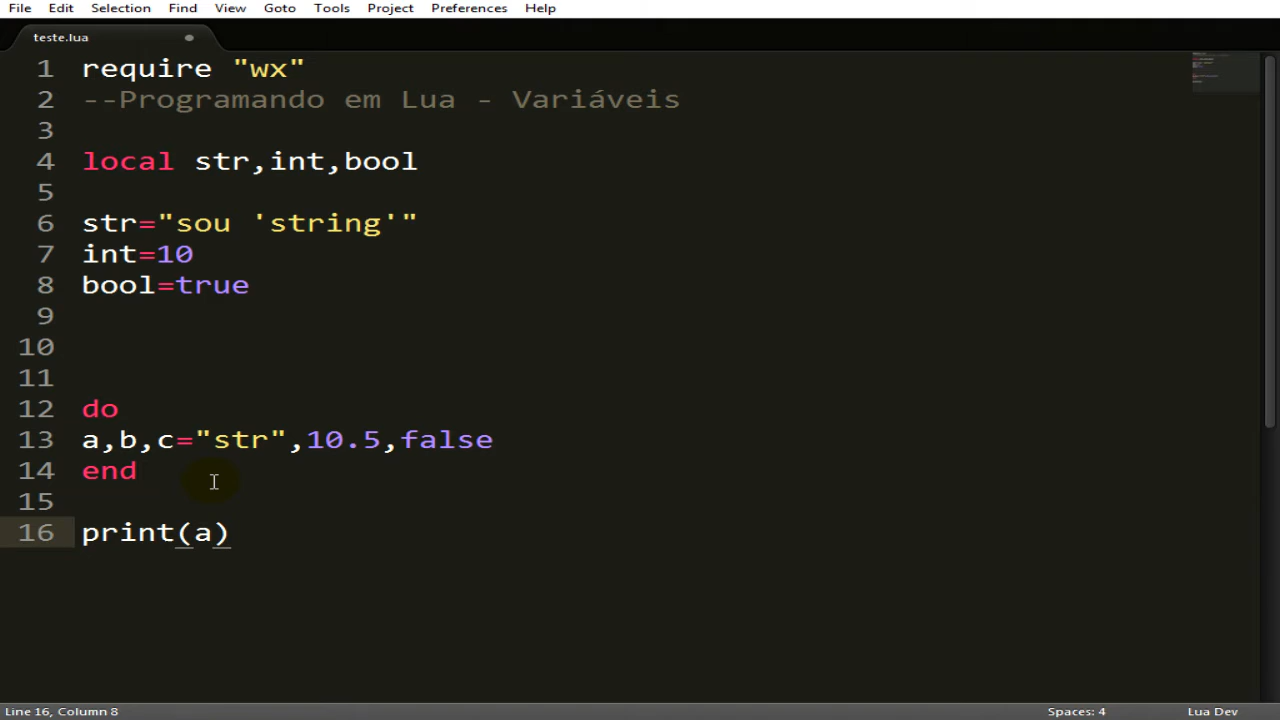 File Edit Selection Find View Goto Tools Project Preferences Help
teste.lua
1 require "wx"
2 --Programando em Lua - Variáveis
3
4 local str,int,bool
5
6 str="sou 'string'"
7 int=10
8 bool=true
9
10
11
12 do
13 a,b,c="str",10.5,false
14 end
15
16 print(a)
Line 16, Column 8 Spaces: 4 Lua Dev